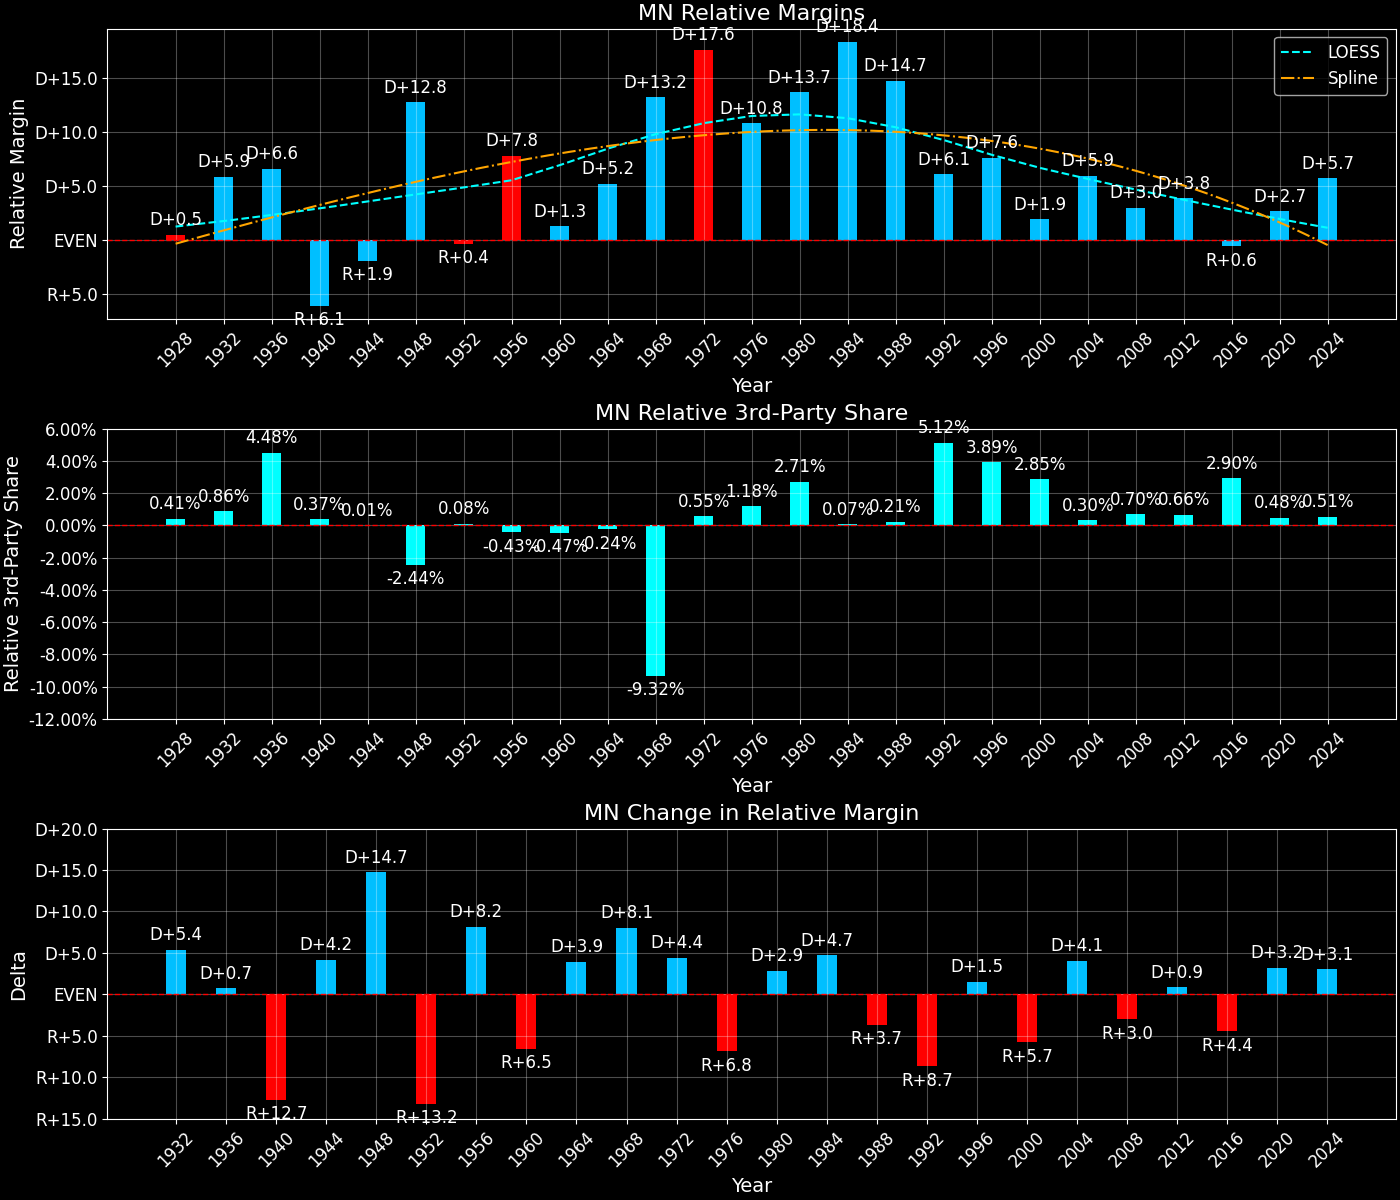 MN Relative Margins
Relative Margin
D+15.0
D+10.0
D+5.0
EVEN
R+5.0
D+0.5
D+5.9
D+6.6
R+6.1
R+1.9
D+12.8
R+0.4
D+7.8
D+1.3
D+5.2
D+13.2
D+17.6
D+10.8
D+13.7
D+18.4
D+14.7
D+6.1
D+7.6
D+1.9
D+5.9
D+3.0
D+3.8
R+0.6
D+2.7
D+5.7
LOESS
Spline
1928 1932 1936 1940 1944 1948 1952 1956 1960 1964 1968 1972 1976 1980 1984 1988 1992 1996 2000 2004 2008 2012 2016 2020 2024
Year
MN Relative 3rd-Party Share
Relative 3rd-Party Share
6.00%
4.00%
2.00%
0.00%
-2.00%
-4.00%
-6.00%
-8.00%
-10.00%
-12.00%
0.41%
0.86%
4.48%
0.37%
0.01%
-2.44%
0.08%
-0.43%
-0.47%
-0.24%
-9.32%
0.55%
1.18%
2.71%
0.07%
0.21%
5.12%
3.89%
2.85%
0.30%
0.70%
0.66%
2.90%
0.48%
0.51%
1928 1932 1936 1940 1944 1948 1952 1956 1960 1964 1968 1972 1976 1980 1984 1988 1992 1996 2000 2004 2008 2012 2016 2020 2024
Year
MN Change in Relative Margin
Delta
D+20.0
D+15.0
D+10.0
D+5.0
EVEN
R+5.0
R+10.0
R+15.0
D+5.4
D+0.7
R+12.7
D+4.2
D+14.7
R+13.2
D+8.2
R+6.5
D+3.9
D+8.1
D+4.4
R+6.8
D+2.9
D+4.7
R+3.7
R+8.7
D+1.5
R+5.7
D+4.1
R+3.0
D+0.9
R+4.4
D+3.2
D+3.1
1932 1936 1940 1944 1948 1952 1956 1960 1964 1968 1972 1976 1980 1984 1988 1992 1996 2000 2004 2008 2012 2016 2020 2024
Year